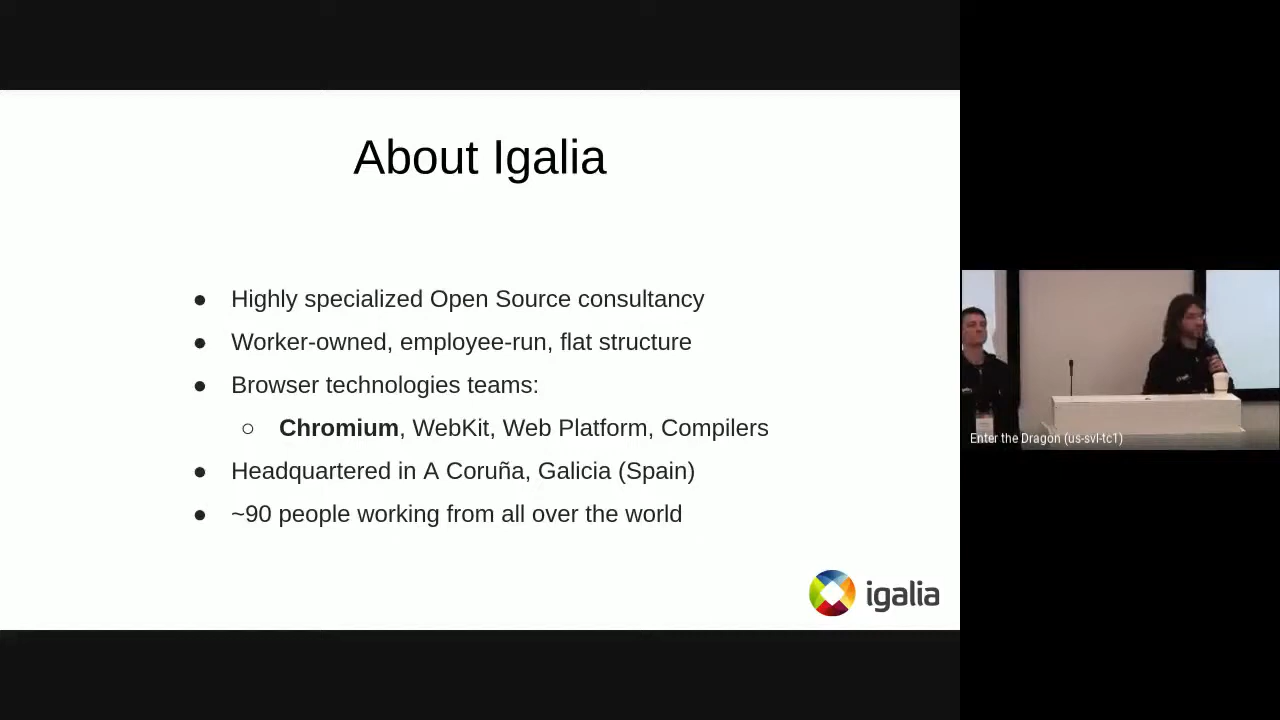 About Igalia
● Highly specialized Open Source consultancy
● Worker-owned, employee-run, flat structure
● Browser technologies teams:
○ Chromium, WebKit, Web Platform, Compilers
● Headquartered in A Coruña, Galicia (Spain)
● ~90 people working from all over the world
igalia
Enter the Dragon (us-svl-tc1)